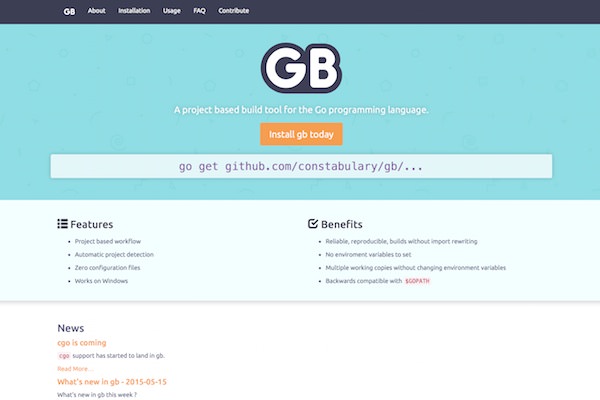 GB About Installation Usage FAQ Contribute
GB
A project based build tool for the Go programming language.
Install gb today
go get github.com/constabulary/gb/...
Features
Project based workflow
Automatic project detection
Zero configuration files
Works on Windows
Benefits
Reliable, reproducible, builds without import rewriting
No enviroment variables to set
Multiple working copies without changing environment variables
Backwards compatible with $GOPATH
News
cgo is coming
cgo support has started to land in gb.
Read More...
What's new in gb - 2015-05-15
What's new in gb this week ?